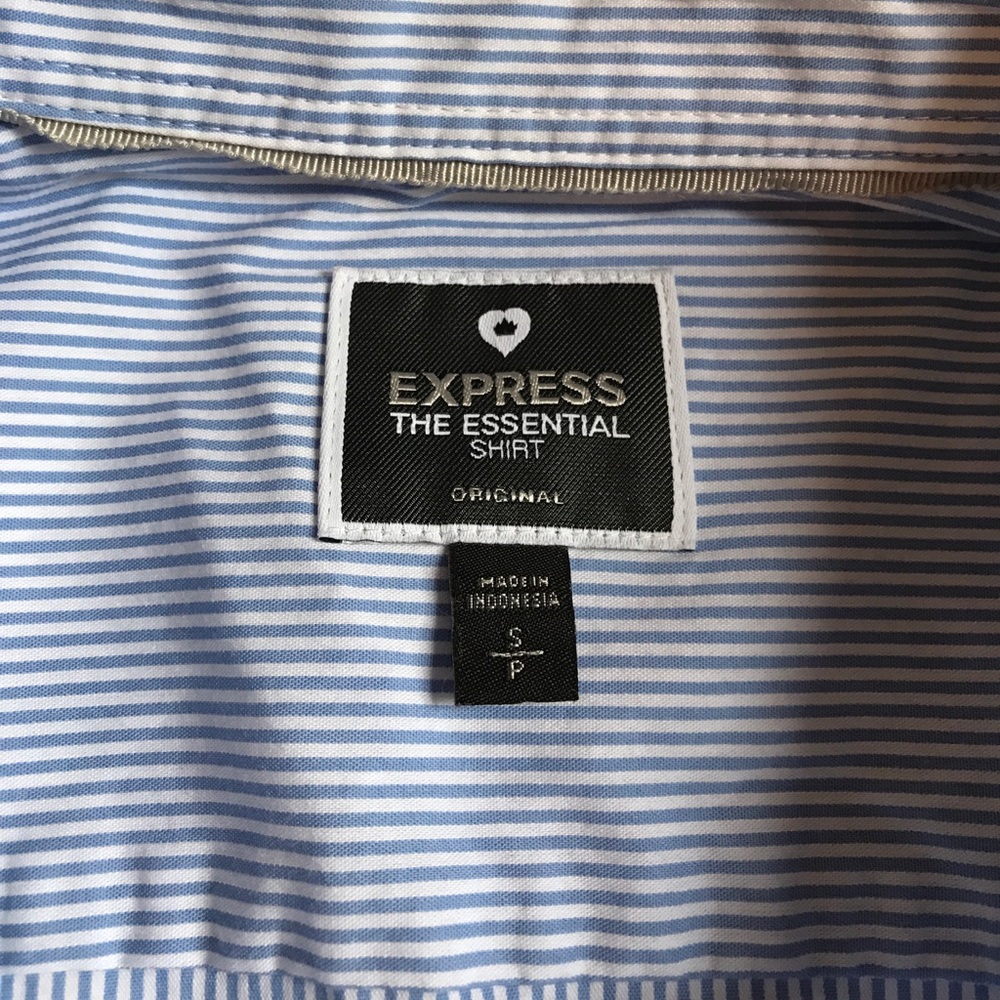 EXPRESS
THE ESSENTIAL
SHIRT
ORIGINAL
MADE IN
INDONESIA
S
P